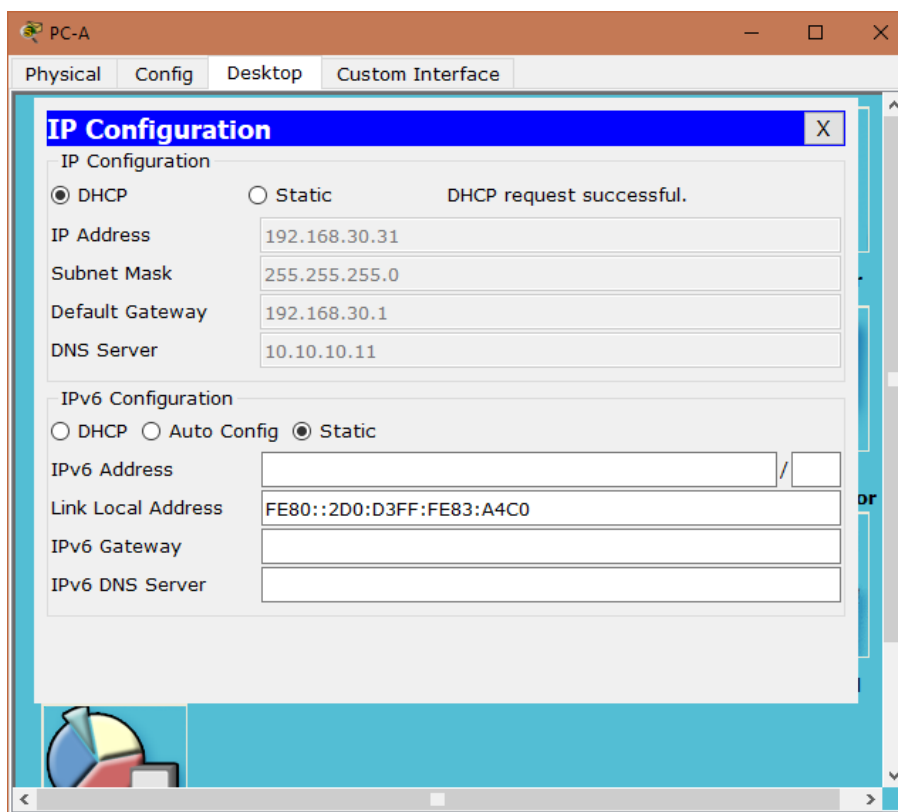 PC-A
Physical Config Desktop Custom Interface
IP Configuration X
IP Configuration
DHCP Static DHCP request successful.
IP Address 192.168.30.31
Subnet Mask 255.255.255.0
Default Gateway 192.168.30.1
DNS Server 10.10.10.11
IPv6 Configuration
DHCP Auto Config Static
IPv6 Address /
Link Local Address FE80::2D0:D3FF:FE83:A4C0
IPv6 Gateway
IPv6 DNS Server